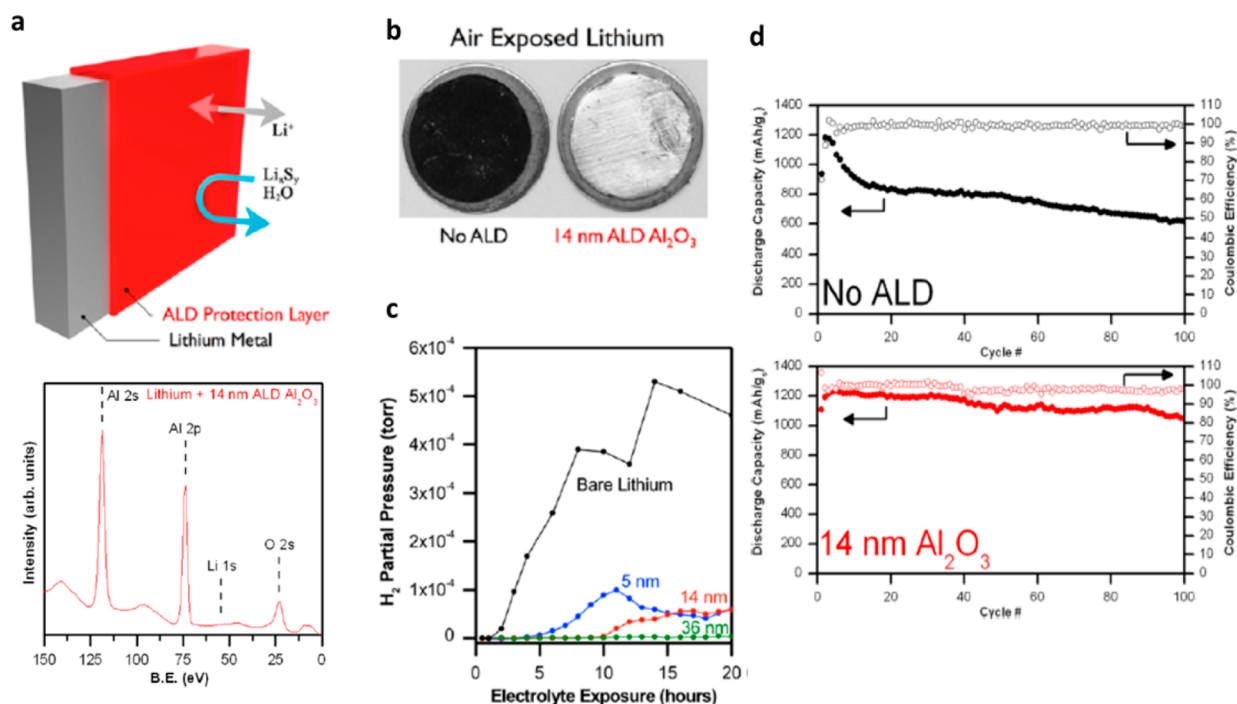 a
Li⁺
LiₓSᵧ
H₂O
ALD Protection Layer
Lithium Metal
Lithium + 14 nm ALD Al₂O₃
Al 2s
Al 2p
Li 1s
O 2s
Intensity (arb. units)
150 125 100 75 50 25 0
B.E. (eV)
b
Air Exposed Lithium
No ALD
14 nm ALD Al₂O₃
c
H₂ Partial Pressure (torr)
6x10⁻⁴
5x10⁻⁴
4x10⁻⁴
3x10⁻⁴
2x10⁻⁴
1x10⁻⁴
0x10⁻⁴
Bare Lithium
5 nm
14 nm
36 nm
0 5 10 15 20
Electrolyte Exposure (hours)
d
Discharge Capacity (mAh/gₛ)
1400
1200
1000
800
600
400
200
0
No ALD
110
100
90
80
70
60
50
40
30
20
10
0
Coulombic Efficiency (%)
0 20 40 60 80 100
Cycle #
Discharge Capacity (mAh/gₛ)
1400
1200
1000
800
600
400
200
0
14 nm Al₂O₃
110
100
90
80
70
60
50
40
30
20
10
0
Coulombic Efficiency (%)
0 20 40 60 80 100
Cycle #